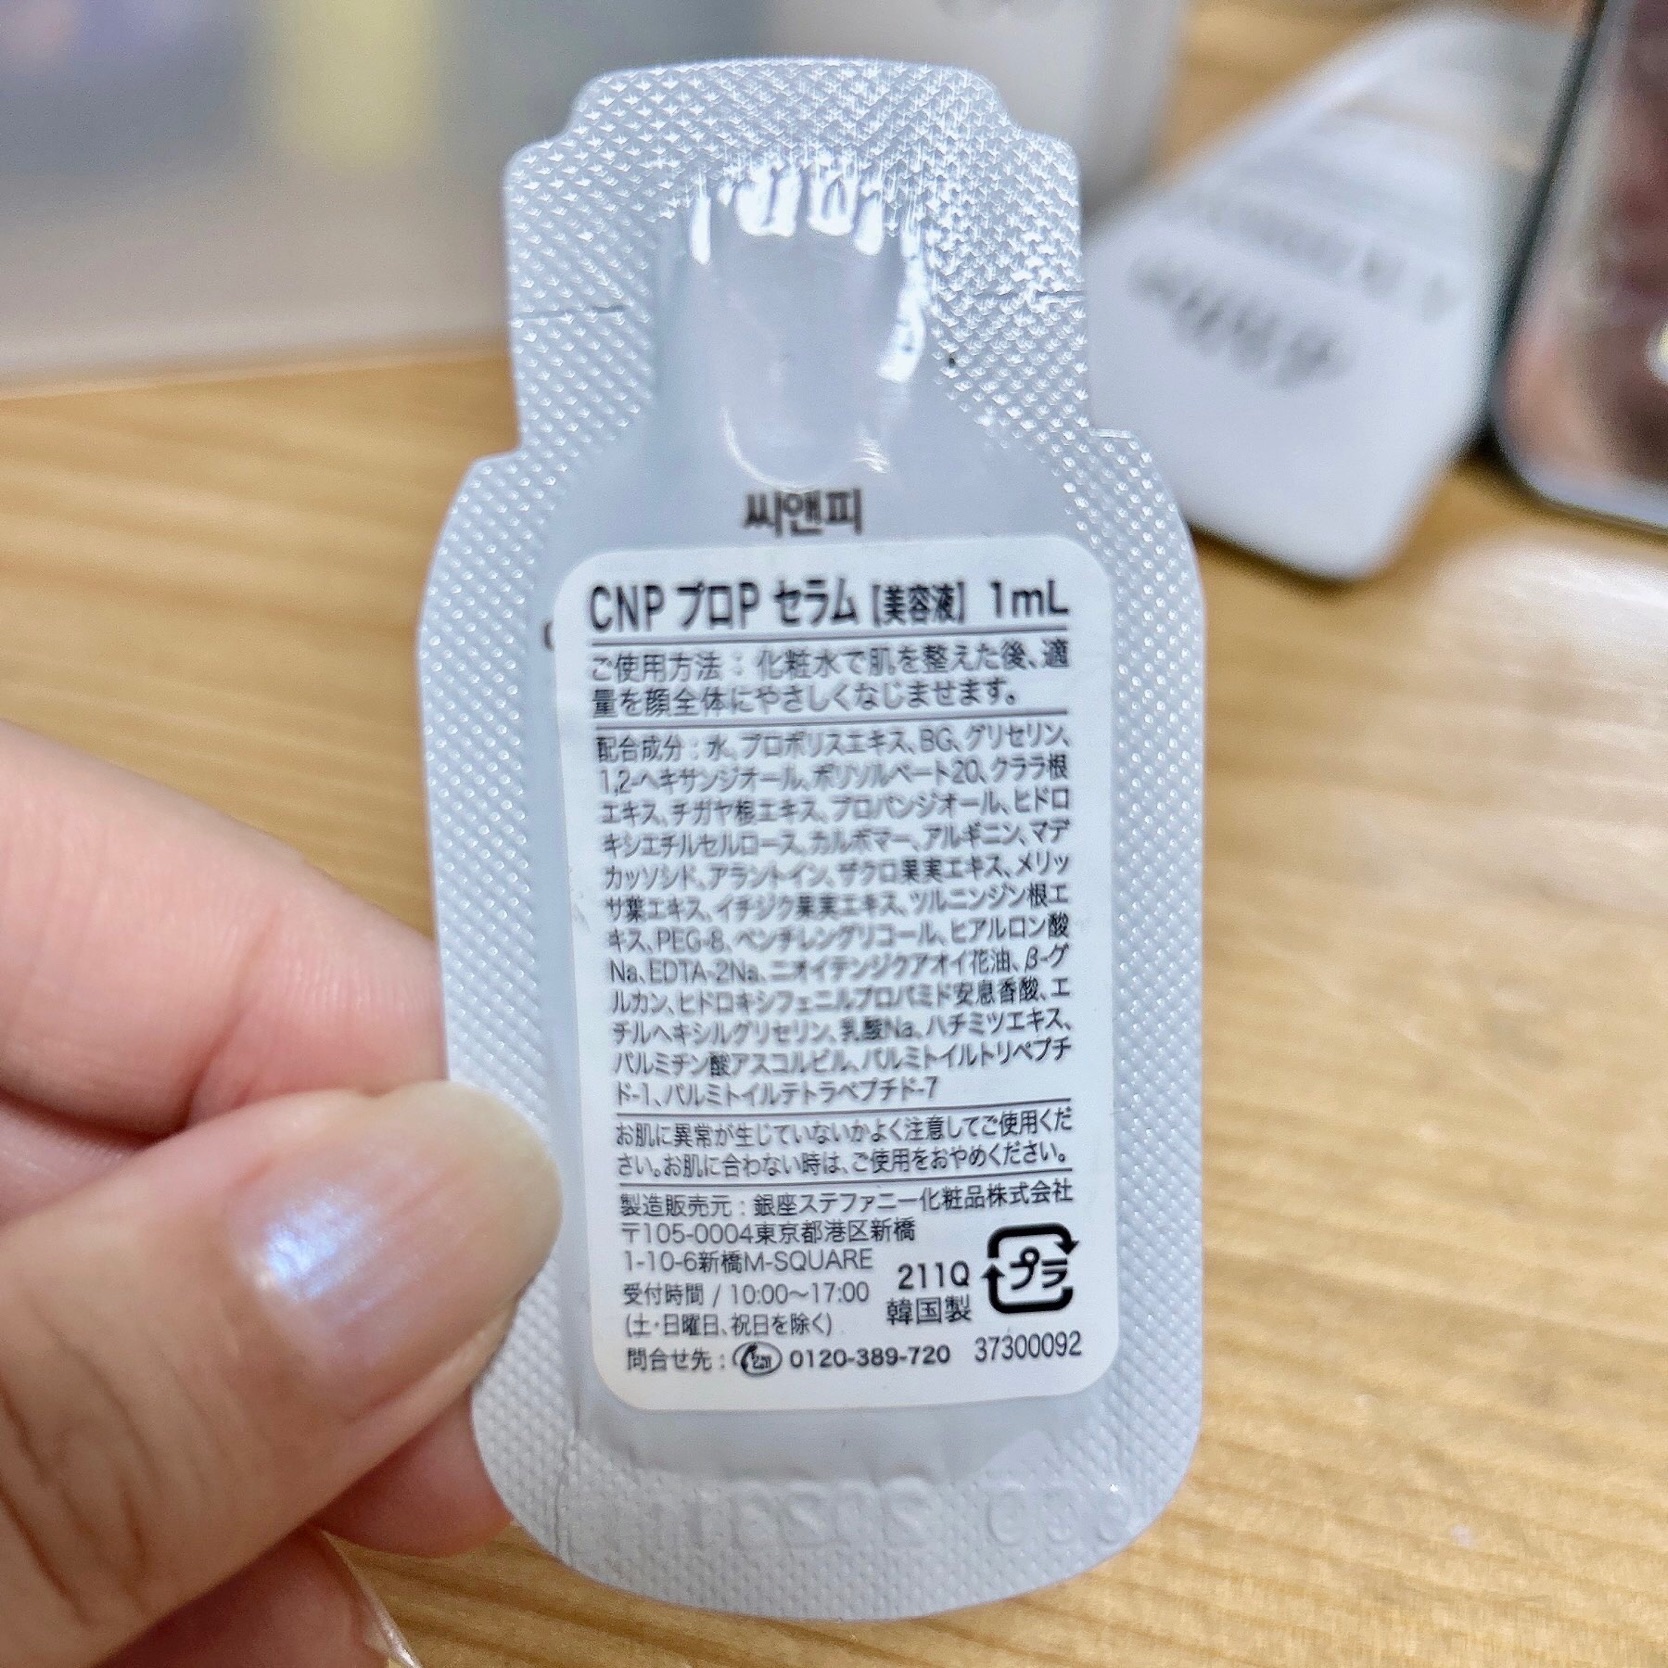 씨앤피
CNP プロP セラム【美容液】 1mL
ご使用方法：化粧水で肌を整えた後、適
量を顔全体にやさしくなじませます。
配合成分：水、プロポリスエキス、BG、グリセリン、
1,2-ヘキサンジオール、ポリソルベート20、クララ根
エキス、チガヤ根エキス、プロパンジオール、ヒドロ
キシエチルセルロース、カルボマー、アルギニン、マデ
カッソシド、アラントイン、ザクロ果実エキス、メリッ
サ葉エキス、イチジク果実エキス、ツルニンジン根エ
キス、PEG-8、ペンチレングリコール、ヒアルロン酸
Na、EDTA-2Na、ニオイテンジクアオイ花油、β-グ
ルカン、ヒドロキシフェニルプロパミド安息香酸、エ
チルヘキシルグリセリン、乳酸Na、ハチミツエキス、
パルミチン酸アスコルビル、パルミトイルトリペプチ
ド-1、パルミトイルテトラペプチド-7
お肌に異常が生じていないかよく注意してご使用くだ
さい。お肌に合わない時は、ご使用をおやめください。
製造販売元：銀座ステファニー化粧品株式会社
〒105-0004東京都港区新橋
1-10-6新橋M-SQUARE
受付時間 / 10:00～17:00
(土・日曜日、祝日を除く)
211Q
韓国製
プラ
問合せ先： 0120-389-720 37300092